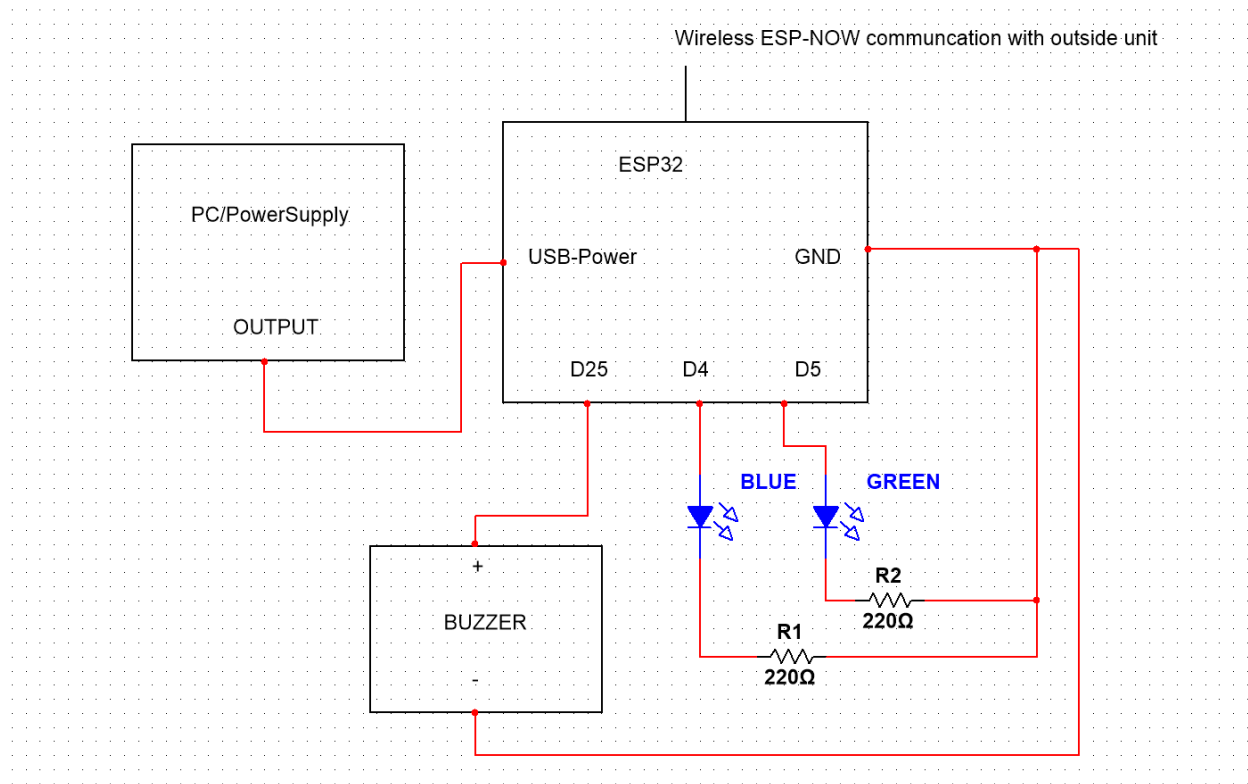 Wireless ESP-NOW communcation with outside unit
ESP32
PC/PowerSupply
USB-Power
GND
OUTPUT
D25
D4
D5
BLUE
GREEN
R2
220Ω
R1
220Ω
+
BUZZER
-